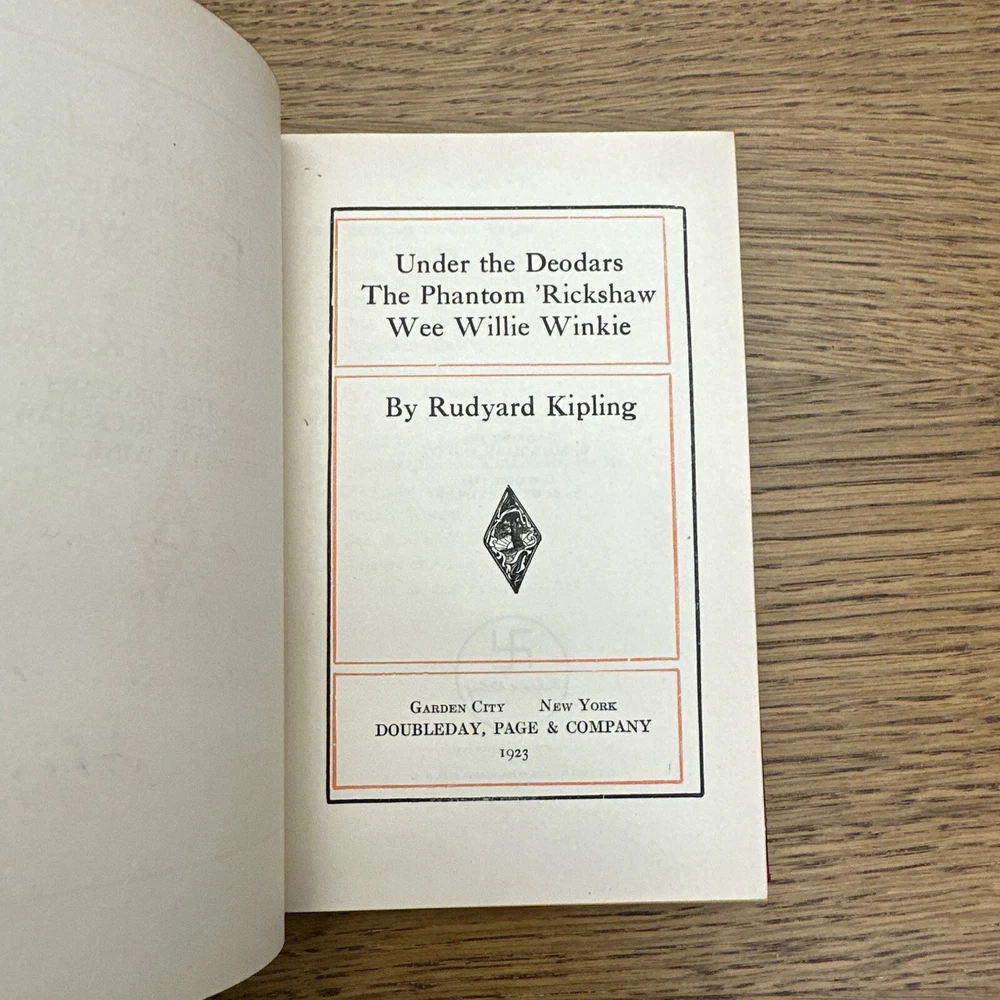 Under the Deodars
The Phantom 'Rickshaw
Wee Willie Winkie
By Rudyard Kipling
Garden City New York
DOUBLEDAY, PAGE & COMPANY
1923